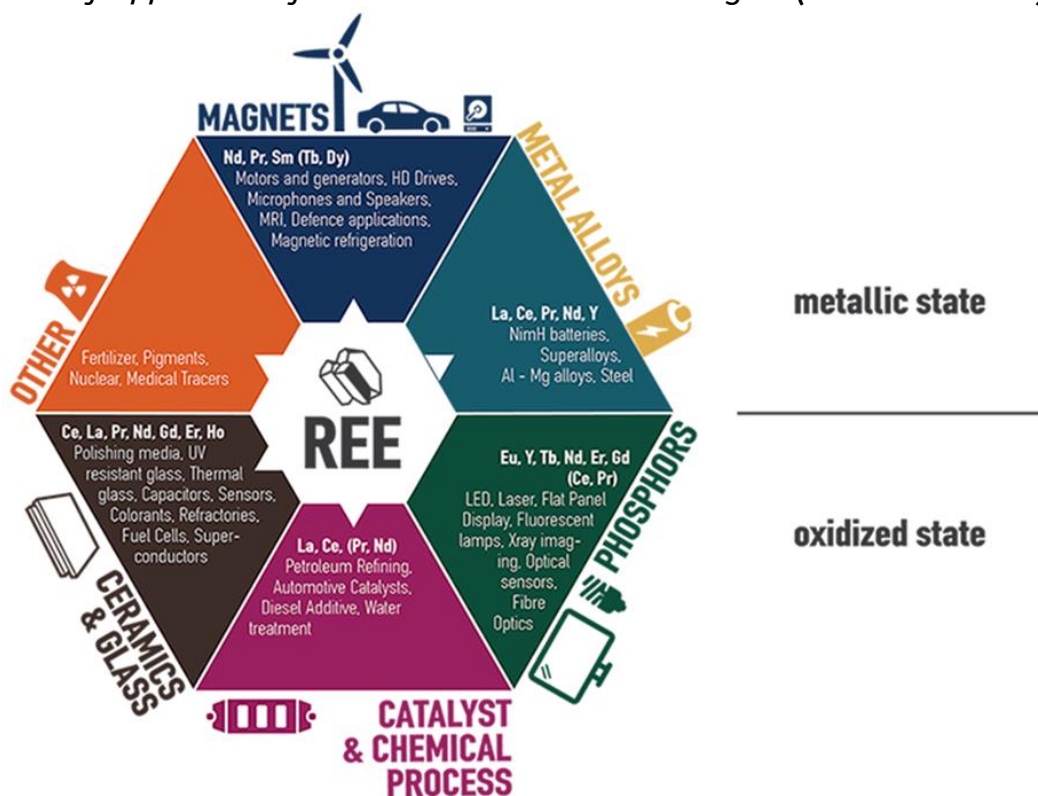 MAGNETS
Nd, Pr, Sm (Tb, Dy)
Motors and generators, HD Drives,
Microphones and Speakers,
MRI, Defence applications,
Magnetic refrigeration
METAL ALLOYS
La, Ce, Pr, Nd, Y
NimH batteries,
Superalloys,
Al - Mg alloys, Steel
metallic state
OTHER
Fertilizer, Pigments,
Nuclear, Medical Tracers
REE
Ce, La, Pr, Nd, Gd, Er, Ho
Polishing media, UV
resistant glass, Thermal
glass, Capacitors, Sensors,
Colorants, Refractories,
Fuel Cells, Super-
conductors
CERAMICS
& GLASS
Eu, Y, Tb, Nd, Er, Gd
(Ce, Pr)
LED, Laser, Flat Panel
Display, Fluorescent
lamps, Xray imag-
ing, Optical
sensors,
Fibre
Optics
PHOSPHORS
oxidized state
La, Ce, (Pr, Nd)
Petroleum Refining,
Automotive Catalysts,
Diesel Additive, Water
treatment
CATALYST
& CHEMICAL
PROCESS